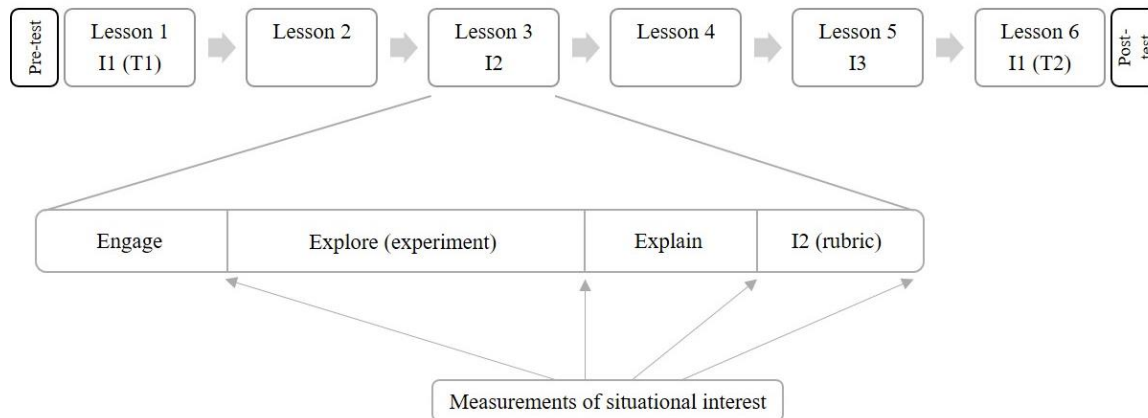 Pre-test
Lesson 1
I1 (T1)
Lesson 2
Lesson 3
I2
Lesson 4
Lesson 5
I3
Lesson 6
I1 (T2)
Post-
test
Engage
Explore (experiment)
Explain
I2 (rubric)
Measurements of situational interest